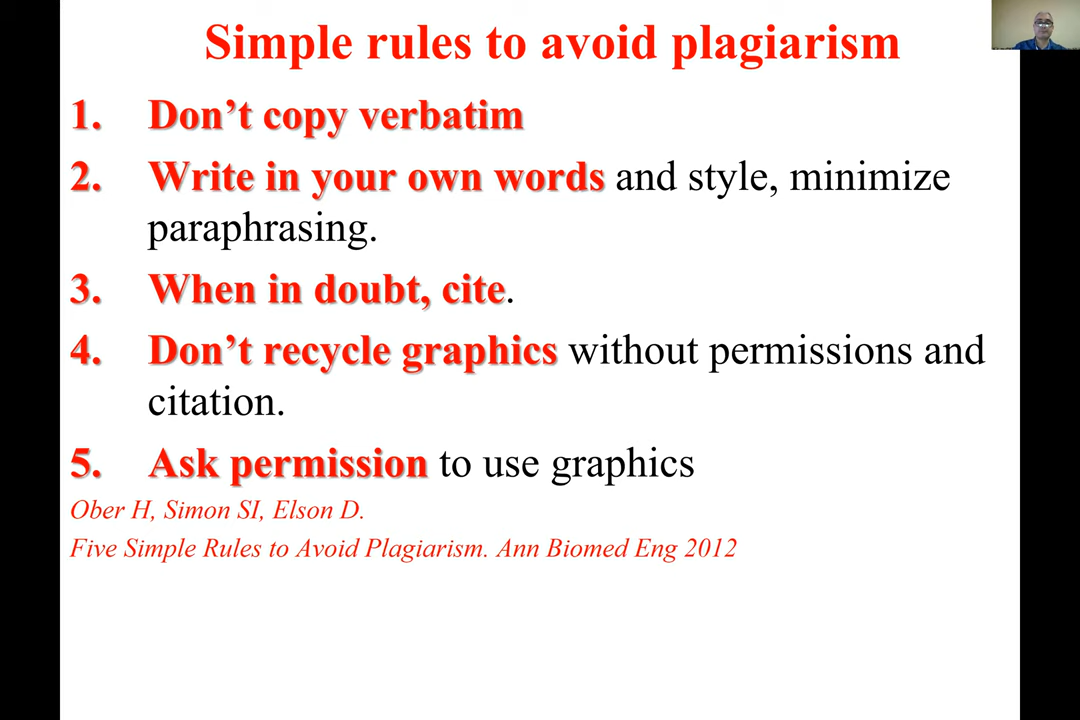 Simple rules to avoid plagiarism
1. Don’t copy verbatim
2. Write in your own words and style, minimize
paraphrasing.
3. When in doubt, cite.
4. Don’t recycle graphics without permissions and
citation.
5. Ask permission to use graphics
Ober H, Simon SI, Elson D.
Five Simple Rules to Avoid Plagiarism. Ann Biomed Eng 2012